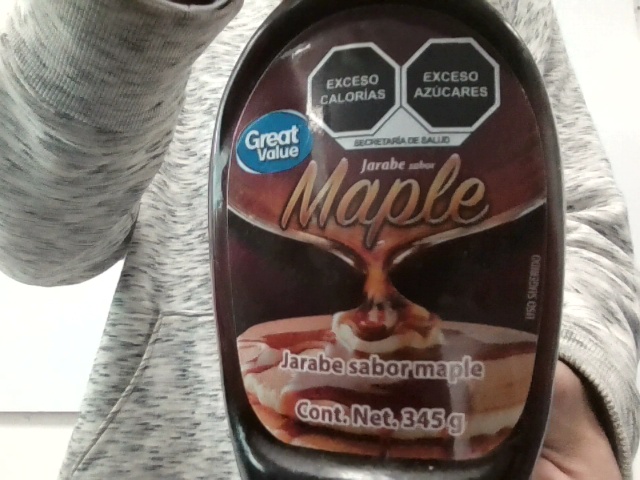 EXCESO
CALORÍAS
EXCESO
AZÚCARES
SECRETARÍA DE SALUD
Great
Value
Jarabe sabor
Maple
USO SUGERIDO
Jarabe sabor maple
Cont. Net. 345 g